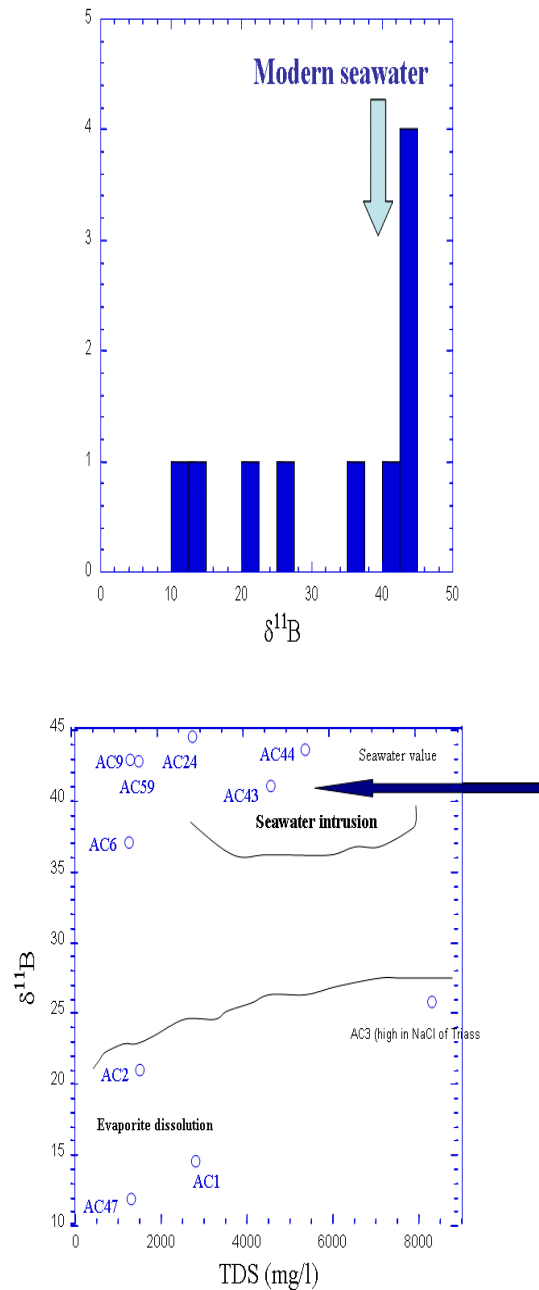 5
Modern seawater
4
3
2
1
0
0 10 20 30 40 50
δ¹¹B
45
AC9 AC24 AC44 Seawater value
AC59
40
AC43
Seawater intrusion
AC6
35
30
δ¹¹B
25
AC3 (high in NaCl of Triass
AC2
20
Evaporite dissolution
15
AC1
AC47
10
0 2000 4000 6000 8000
TDS (mg/l)